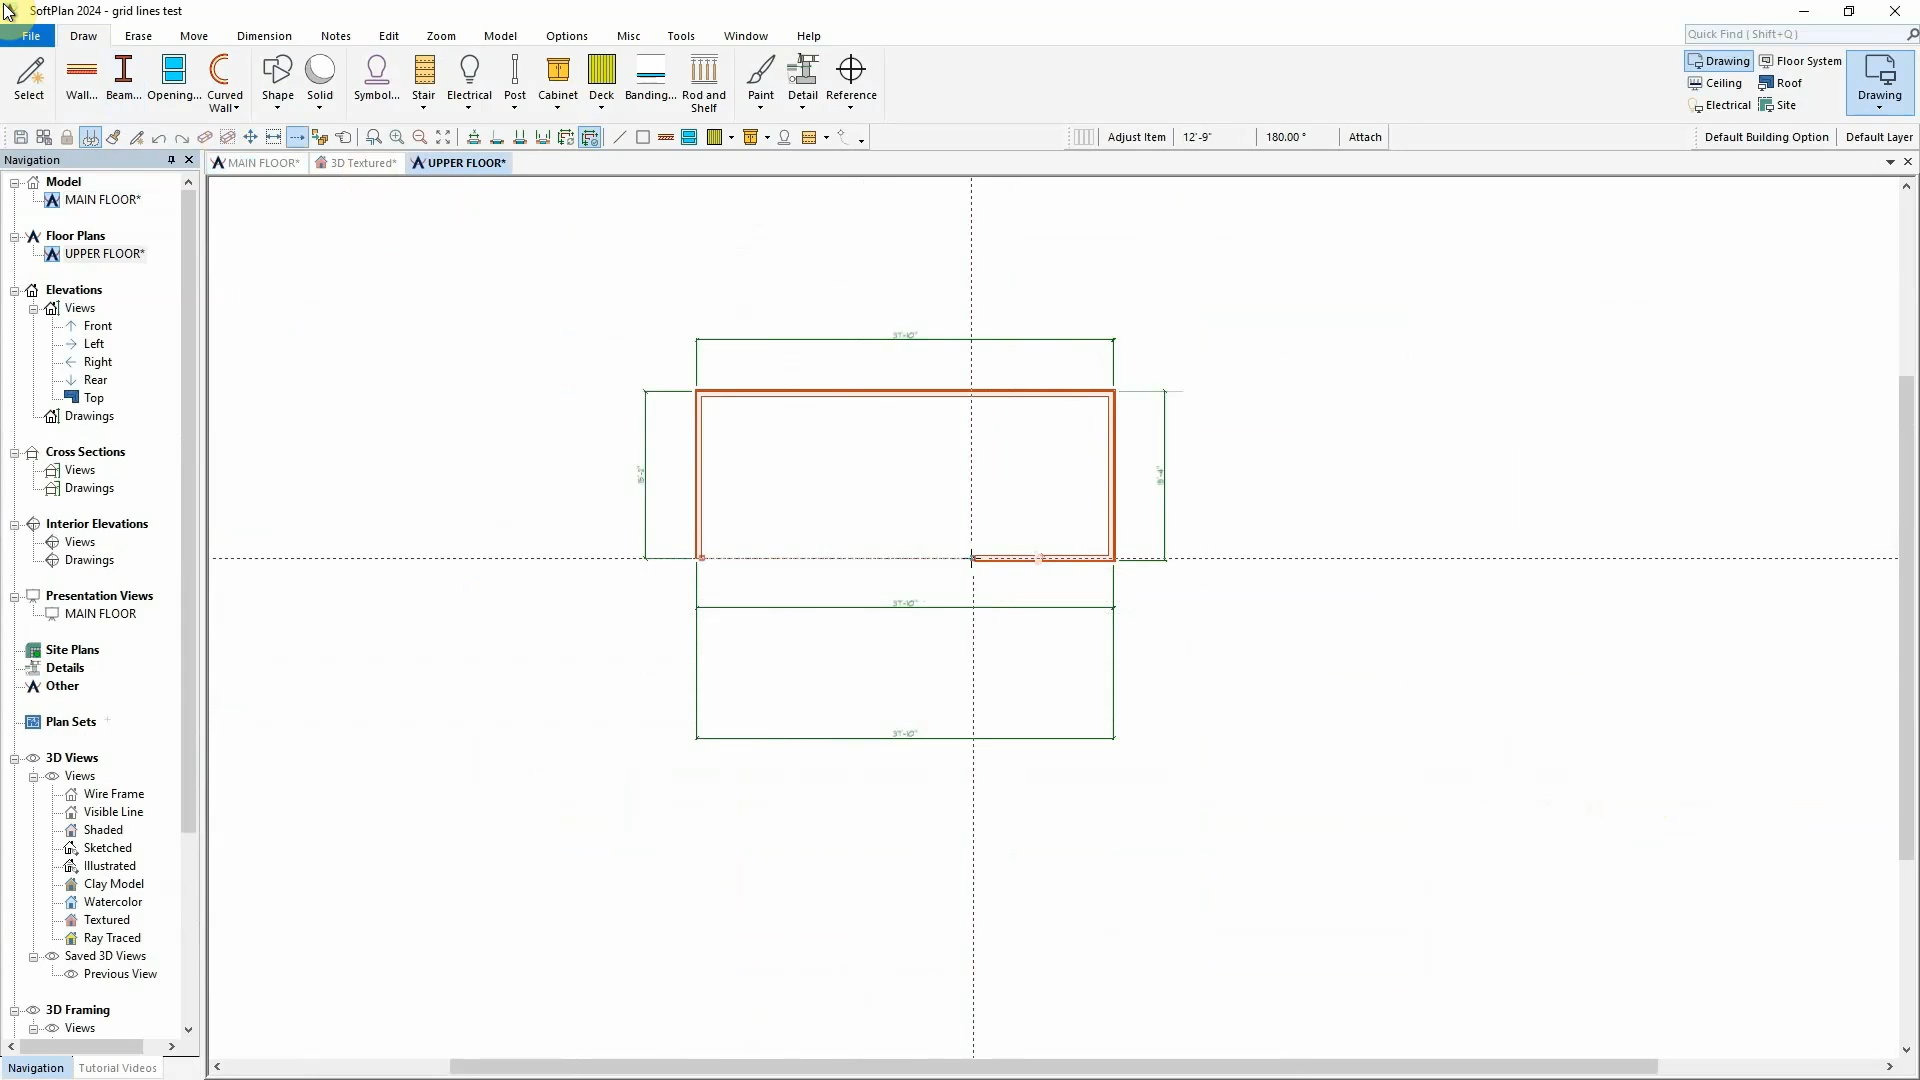 SoftPlan 2024 - grid lines test
File Draw Erase Move Dimension Notes Edit Zoom Model Options Misc Tools Window Help
Quick Find ( Shift+Q )
Select Wall... Beam... Opening... Curved Wall Shape Solid Symbol... Stair Electrical Post Cabinet Deck Banding... Rod and Shelf Paint Detail Reference
Drawing Floor System
Ceiling Roof
Electrical Site
Drawing
Adjust Item 12'-9" 180.00 ° Attach Default Building Option Default Layer
Navigation
MAIN FLOOR* 3D Textured* UPPER FLOOR*
Model
MAIN FLOOR*
Floor Plans
UPPER FLOOR*
Elevations
Views
Front
Left
Right
Rear
Top
Drawings
Cross Sections
Views
Drawings
Interior Elevations
Views
Drawings
Presentation Views
MAIN FLOOR
Site Plans
Details
Other
Plan Sets
3D Views
Views
Wire Frame
Visible Line
Shaded
Sketched
Illustrated
Clay Model
Watercolor
Textured
Ray Traced
Saved 3D Views
Previous View
3D Framing
Views
Navigation Tutorial Videos
37'-10"
37'-10"
37'-10"